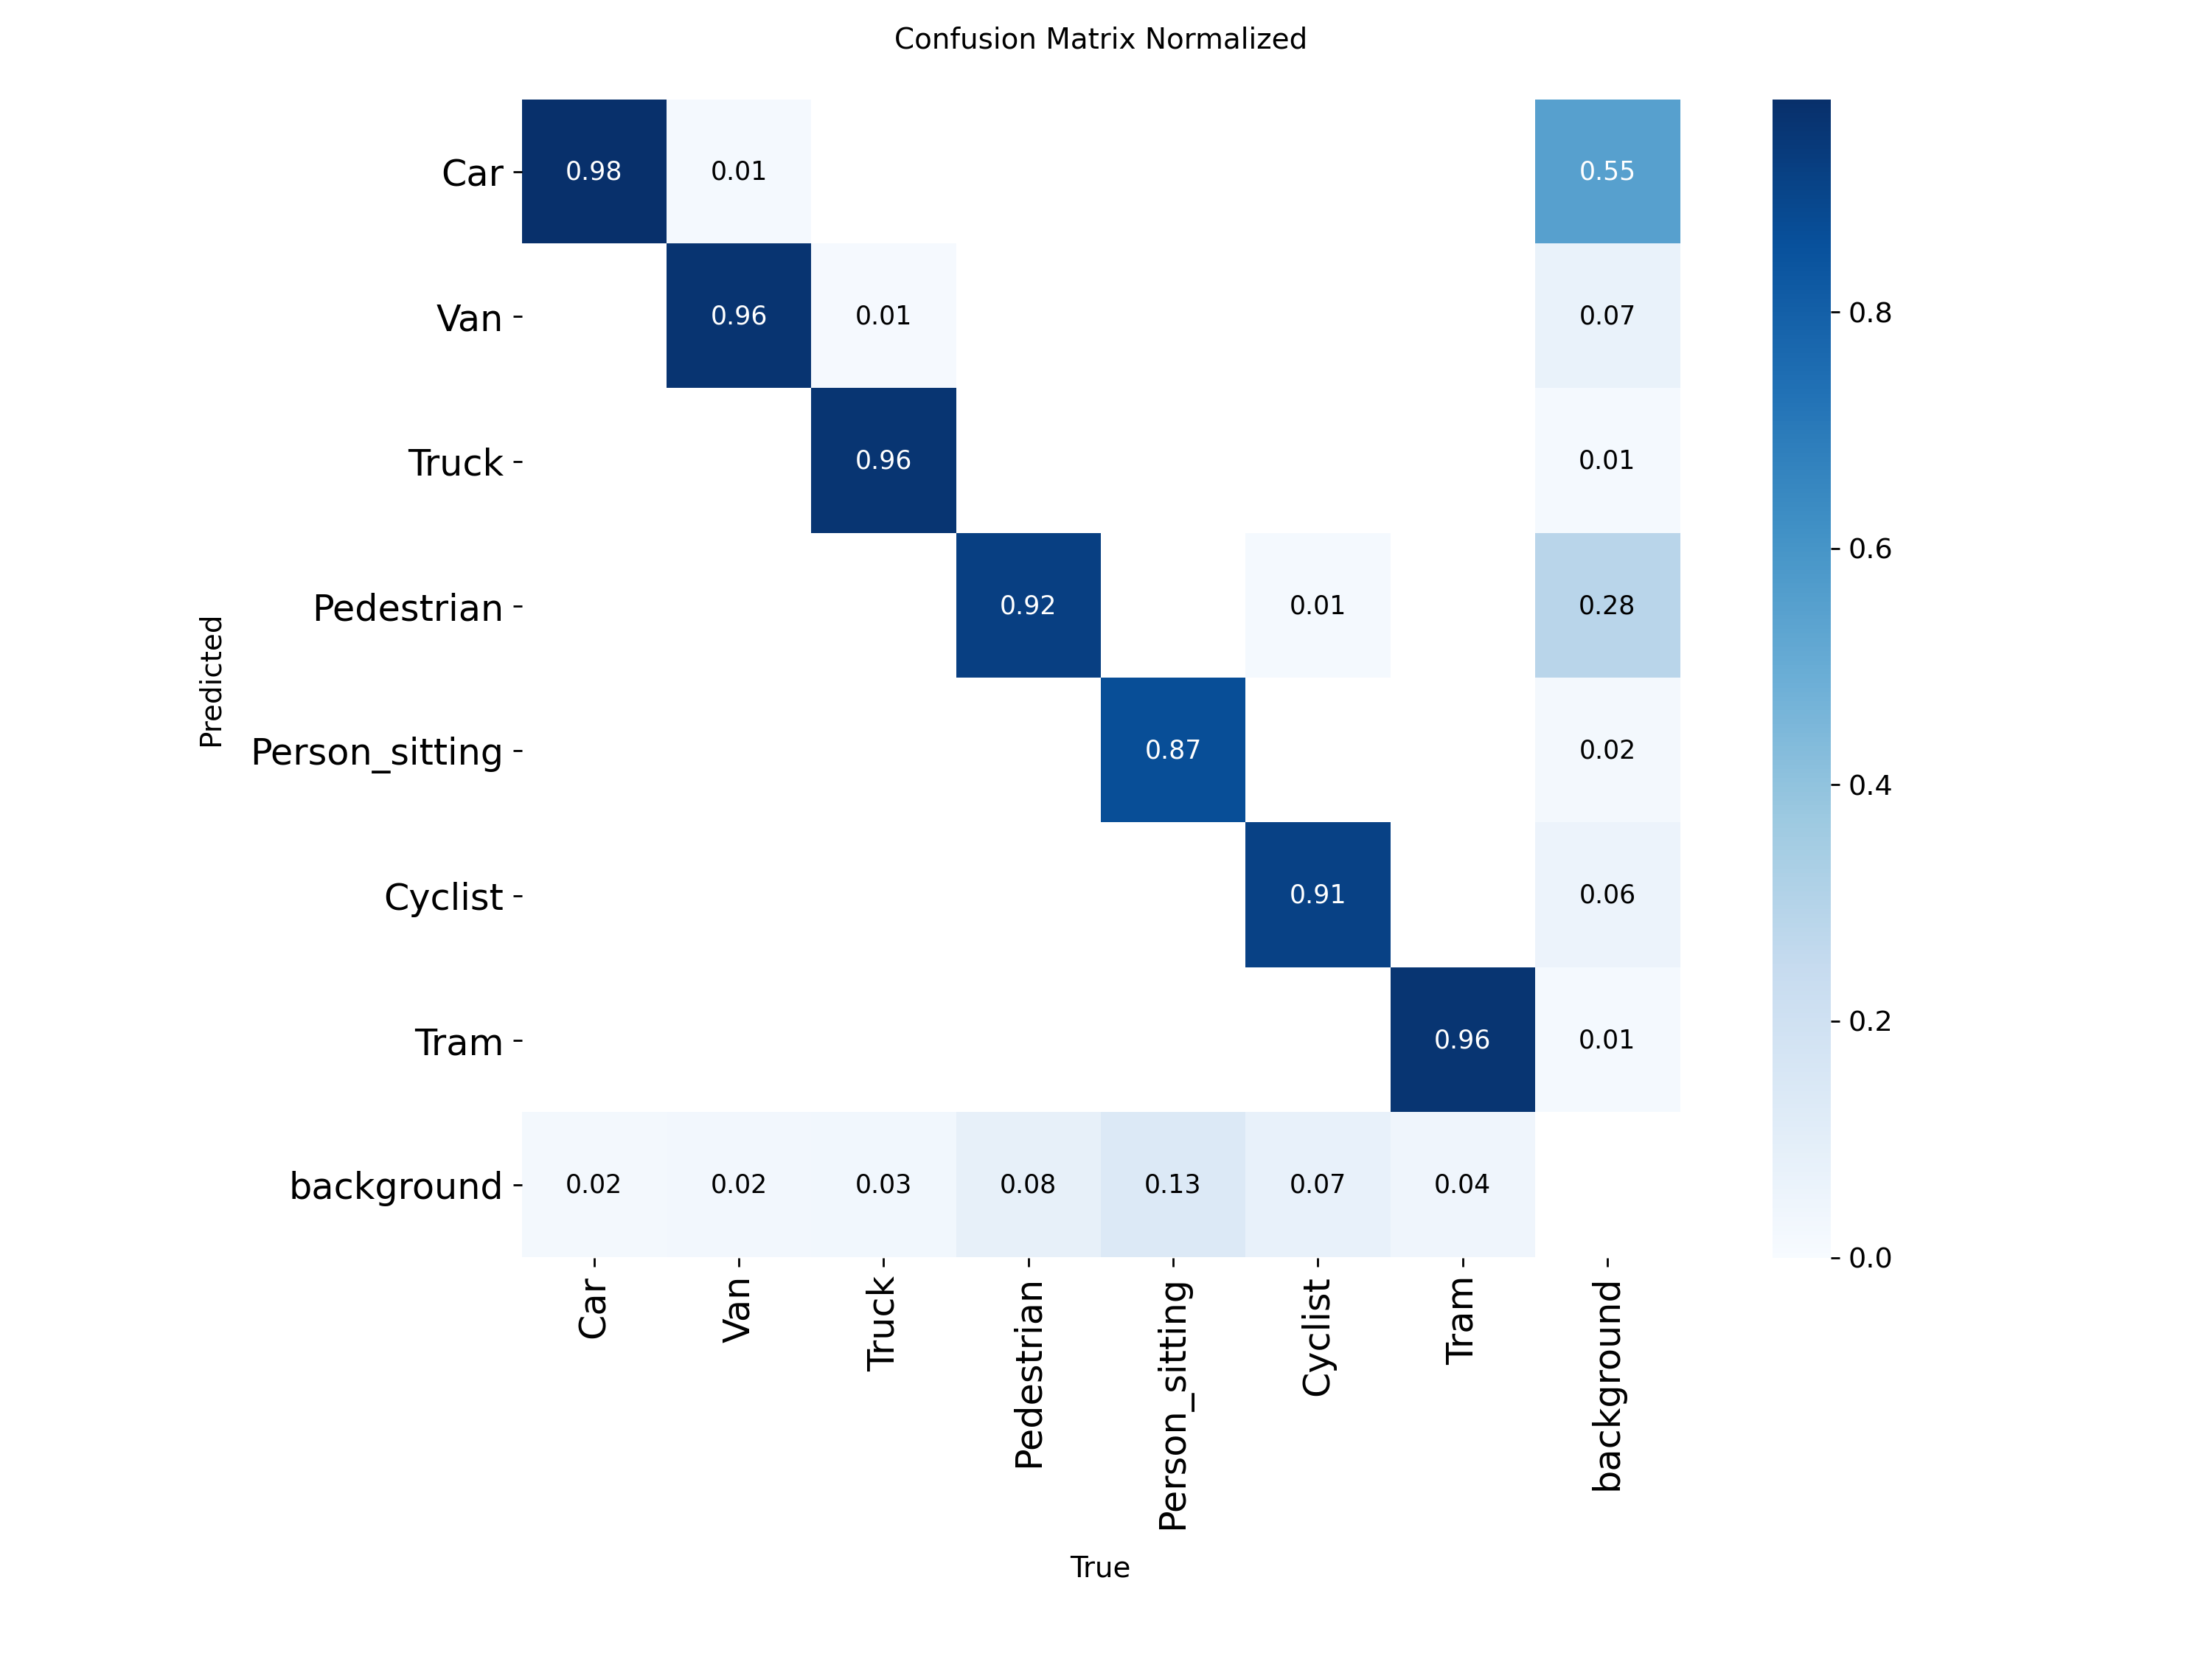 Confusion Matrix Normalized
Car 0.98 0.01 0.55
Van 0.96 0.01 0.07
Truck 0.96 0.01
Pedestrian 0.92 0.01 0.28
Person_sitting 0.87 0.02
Cyclist 0.91 0.06
Tram 0.96 0.01
background 0.02 0.02 0.03 0.08 0.13 0.07 0.04
Predicted
Car Van Truck Pedestrian Person_sitting Cyclist Tram background
True
0.8
0.6
0.4
0.2
0.0